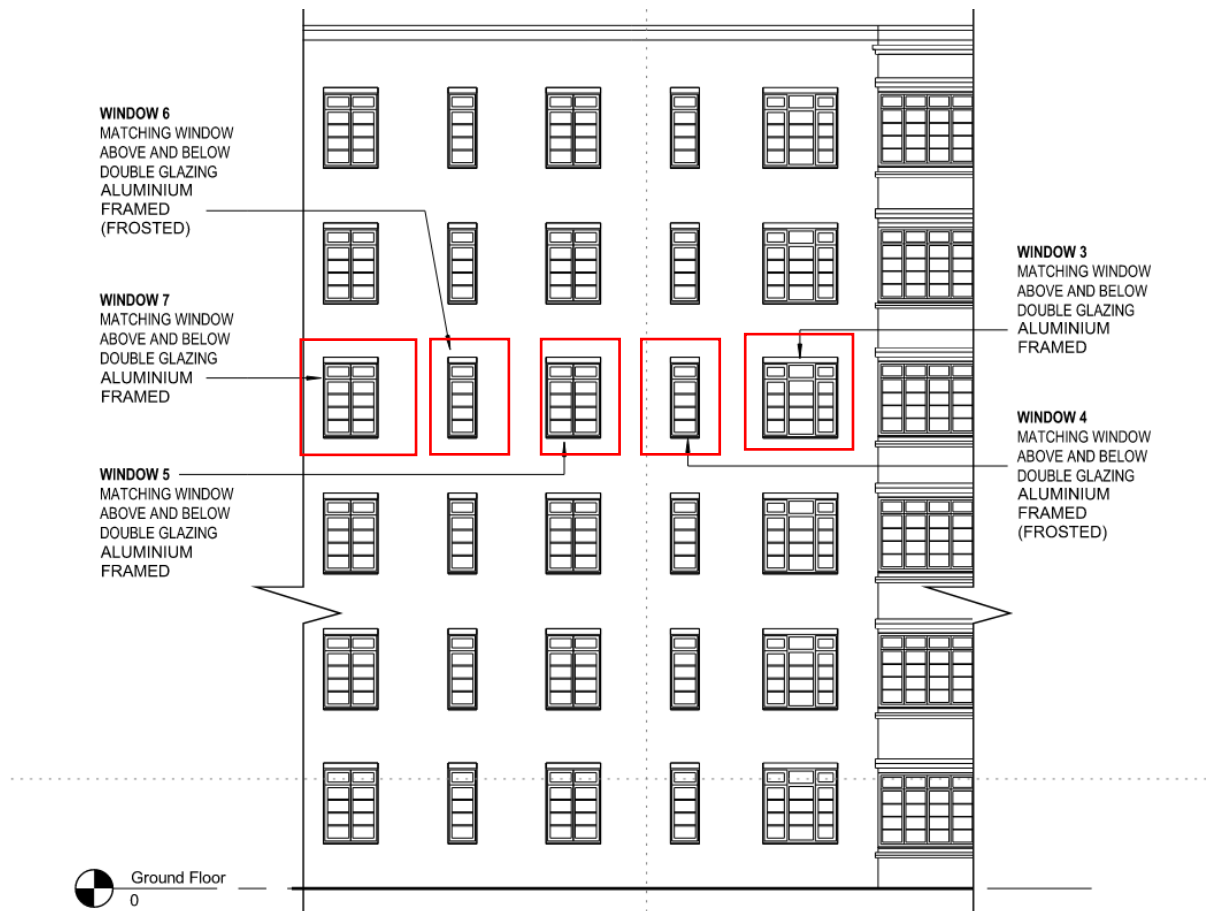 WINDOW 6
MATCHING WINDOW
ABOVE AND BELOW
DOUBLE GLAZING
ALUMINIUM
FRAMED
(FROSTED)
WINDOW 7
MATCHING WINDOW
ABOVE AND BELOW
DOUBLE GLAZING
ALUMINIUM
FRAMED
WINDOW 5
MATCHING WINDOW
ABOVE AND BELOW
DOUBLE GLAZING
ALUMINIUM
FRAMED
WINDOW 3
MATCHING WINDOW
ABOVE AND BELOW
DOUBLE GLAZING
ALUMINIUM
FRAMED
WINDOW 4
MATCHING WINDOW
ABOVE AND BELOW
DOUBLE GLAZING
ALUMINIUM
FRAMED
(FROSTED)
Ground Floor
0